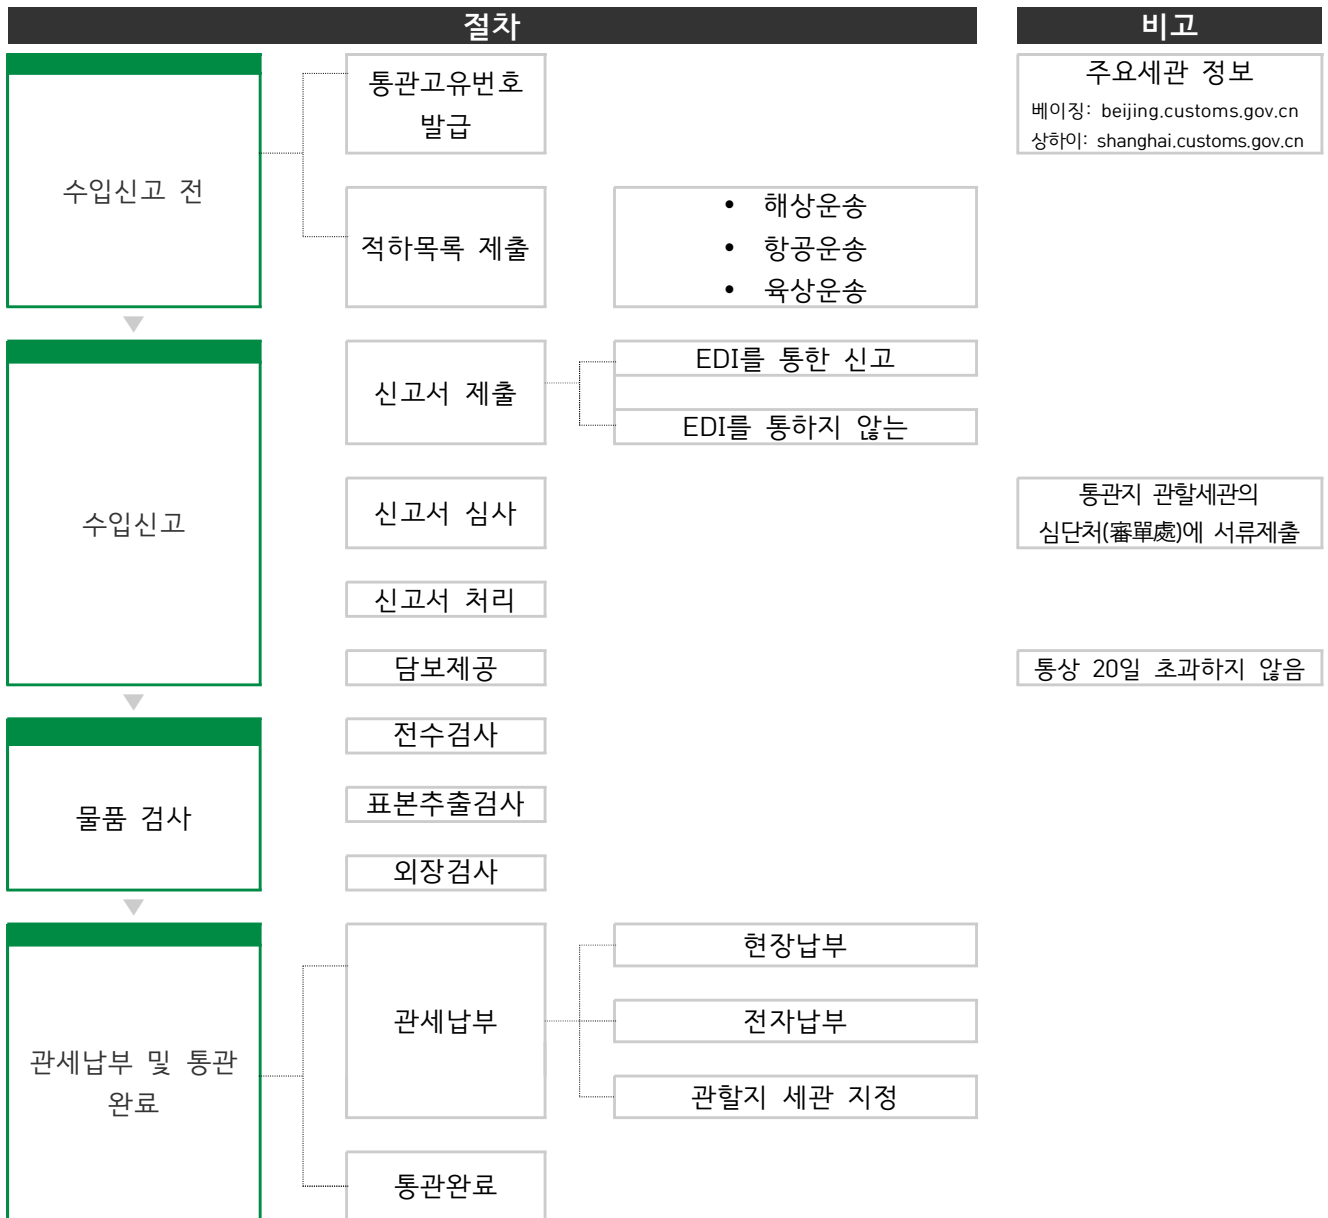 절차
비고
수입신고 전
통관고유번호
발급
주요세관 정보
베이징: beijing.customs.gov.cn
상하이: shanghai.customs.gov.cn
적하목록 제출
• 해상운송
• 항공운송
• 육상운송
수입신고
신고서 제출
EDI를 통한 신고
EDI를 통하지 않는
신고서 심사
통관지 관할세관의
심단처(審單處)에 서류제출
신고서 처리
담보제공
통상 20일 초과하지 않음
물품 검사
전수검사
표본추출검사
외장검사
관세납부 및 통관
완료
관세납부
현장납부
전자납부
관할지 세관 지정
통관완료